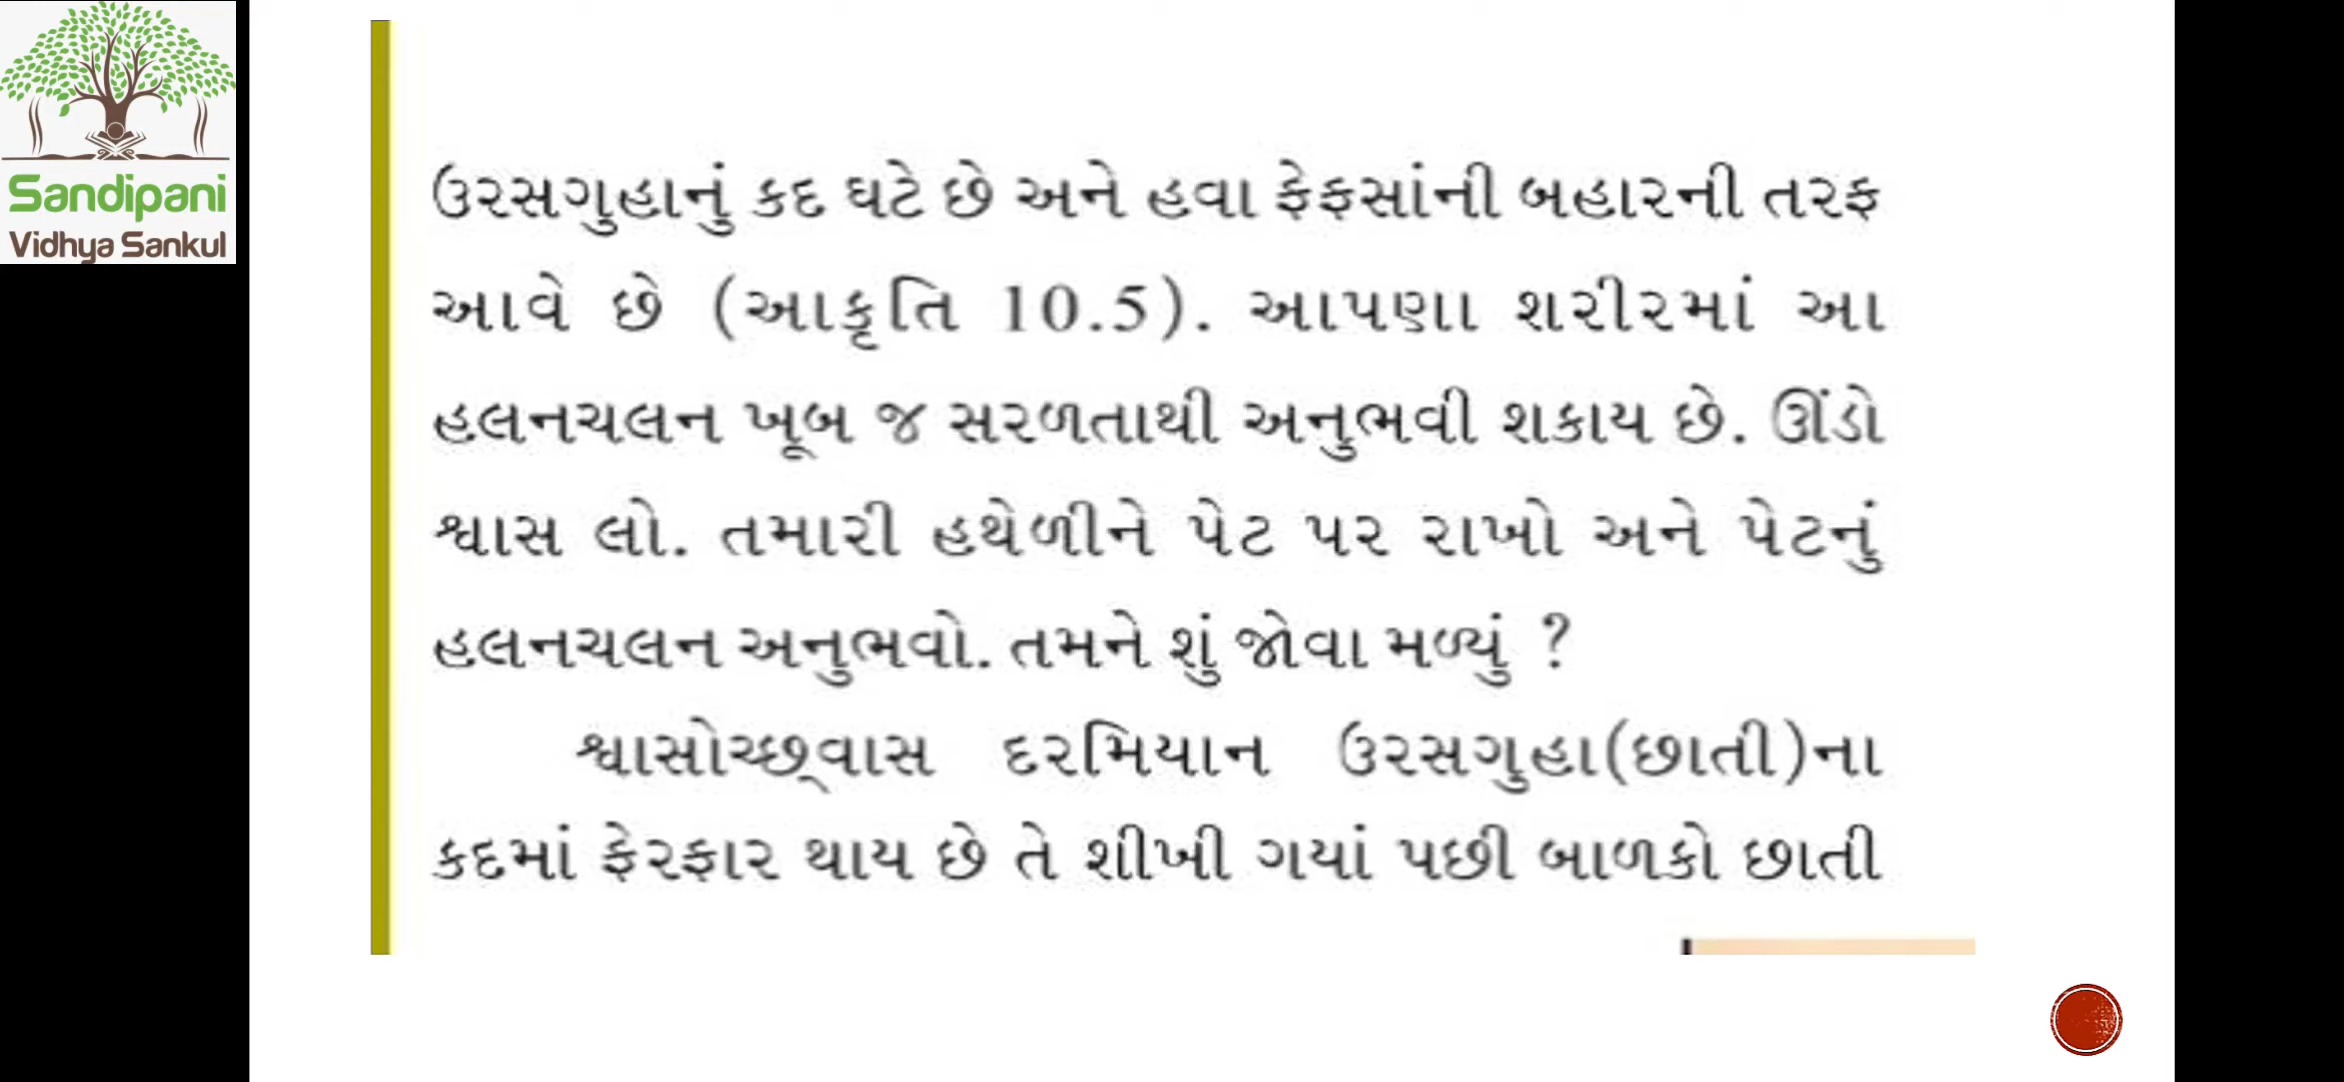 Sandipani
Vidhya Sankul
ઉરસગુહાનું કદ ઘટે છે અને હવા ફેફસાંની બહારની તરફ
આવે છે (આકૃતિ 10.5). આપણા શરીરમાં આ
હલનચલન ખૂબ જ સરળતાથી અનુભવી શકાય છે. ઊંડો
શ્વાસ લો. તમારી હથેળીને પેટ પર રાખો અને પેટનું
હલનચલન અનુભવો. તમને શું જોવા મળ્યું ?
શ્વાસોચ્છ્‌વાસ દરમિયાન ઉરસગુહા(છાતી)ના
કદમાં ફેરફાર થાય છે તે શીખી ગયાં પછી બાળકો છાતી